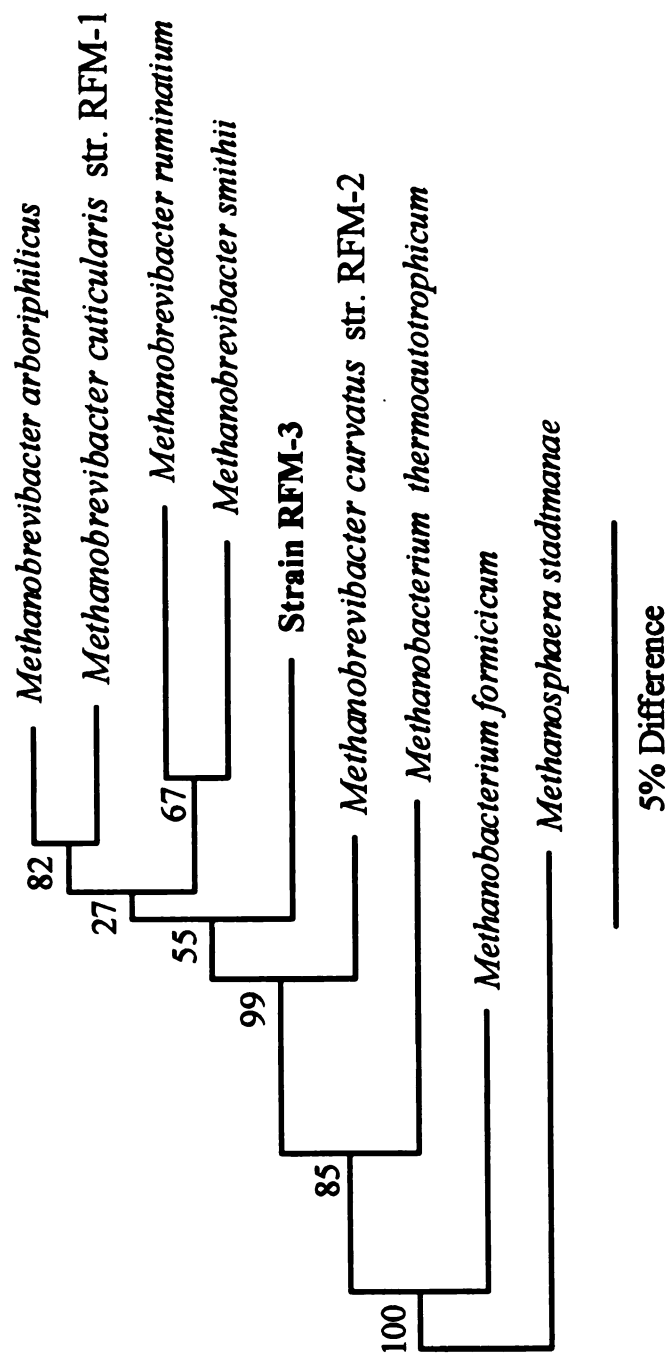 Methanobrevibacter arboriphilicus
Methanobrevibacter cuticularis str. RFM-1
Methanobrevibacter ruminatium
Methanobrevibacter smithii
Strain RFM-3
Methanobrevibacter curvatus str. RFM-2
Methanobacterium thermoautotrophicum
Methanobacterium formicicum
Methanosphaera stadtmanae
82
67
27
55
99
85
100
5% Difference